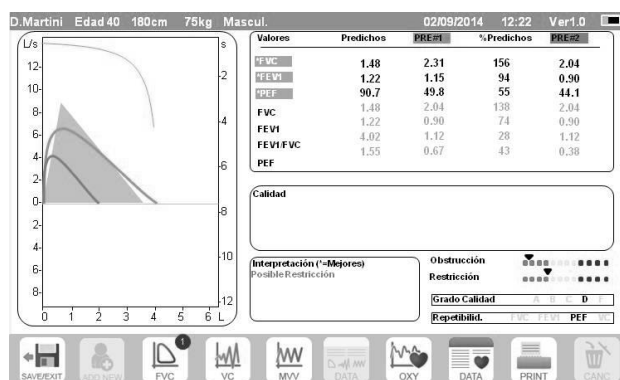 D.Martini Edad 40 180cm 75kg Mascul. 02/09/2014 12:22 Ver1.0
L/s s
Valores Predichos PRE#1 %Predichos PRE#2
*FVC 1.48 2.31 156 2.04
*FEV1 1.22 1.15 94 0.90
*PEF 90.7 49.8 55 44.1
FVC 1.48 2.04 138 2.04
FEV1 1.22 0.90 74 0.90
FEV1/FVC 4.02 1.12 28 1.12
PEF 1.55 0.67 43 0.38
12
10
8
6
4
2
0
2
4
6
8
2
4
6
8
10
12
0 1 2 3 4 5 6 L
Calidad
Interpretación (*=Mejores)
Posible Restricción
Obstrucción
Restricción
Grado Calidad A B C D F
Repetibilid. FVC FEV1 PEF VC
1
SAVE/EXIT ADD NEW FVC VC MVV DATA OXY DATA PRINT CANC